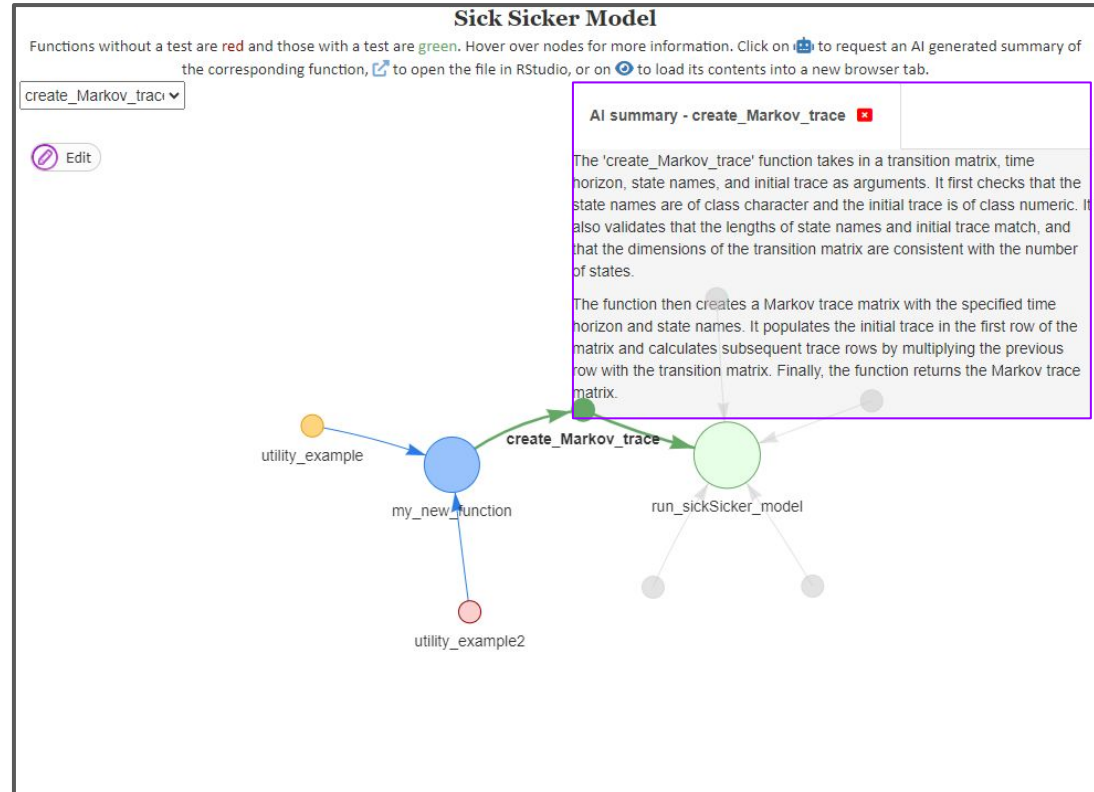 Sick Sicker Model
Functions without a test are red and those with a test are green. Hover over nodes for more information. Click on to request an AI generated summary of
the corresponding function, to open the file in RStudio, or on to load its contents into a new browser tab.
create_Markov_trac
Edit
AI summary - create_Markov_trace
The 'create_Markov_trace' function takes in a transition matrix, time
horizon, state names, and initial trace as arguments. It first checks that the
state names are of class character and the initial trace is of class numeric. It
also validates that the lengths of state names and initial trace match, and
that the dimensions of the transition matrix are consistent with the number
of states.
The function then creates a Markov trace matrix with the specified time
horizon and state names. It populates the initial trace in the first row of the
matrix and calculates subsequent trace rows by multiplying the previous
row with the transition matrix. Finally, the function returns the Markov trace
matrix.
create_Markov_trace
utility_example
my_new_function
run_sickSicker_model
utility_example2